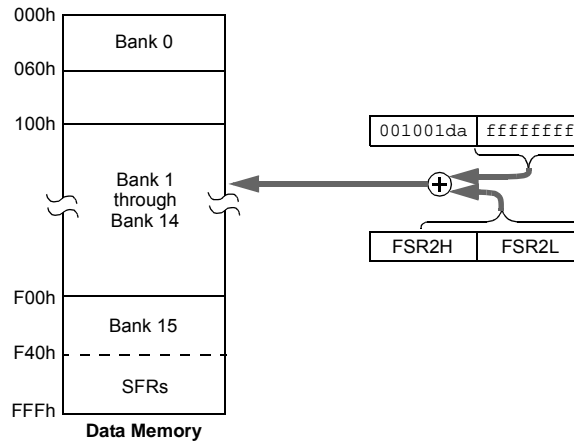 000h
Bank 0
060h
100h
001001da ffffffff
Bank 1
through
Bank 14
FSR2H FSR2L
F00h
Bank 15
F40h
SFRs
FFFh
Data Memory